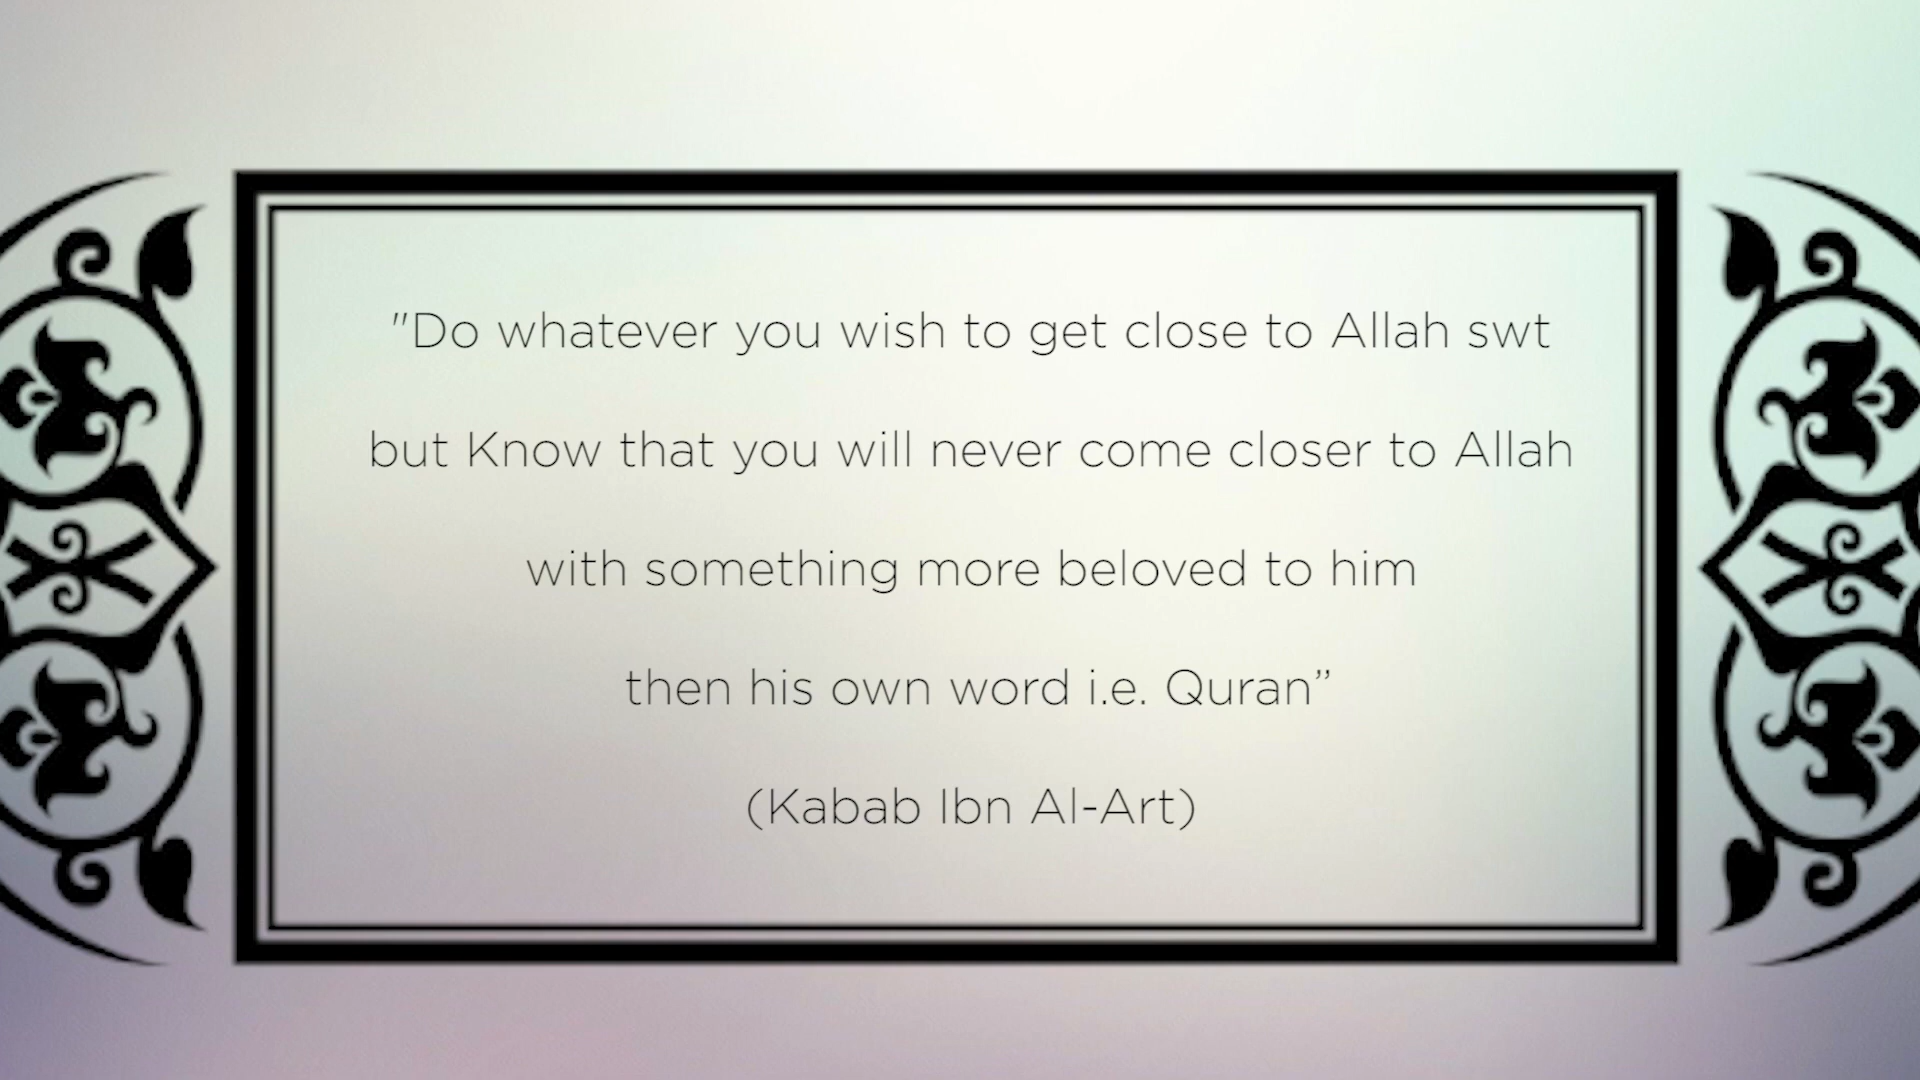 "Do whatever you wish to get close to Allah swt
but Know that you will never come closer to Allah
with something more beloved to him
then his own word i.e. Quran”
(Kabab Ibn Al-Art)